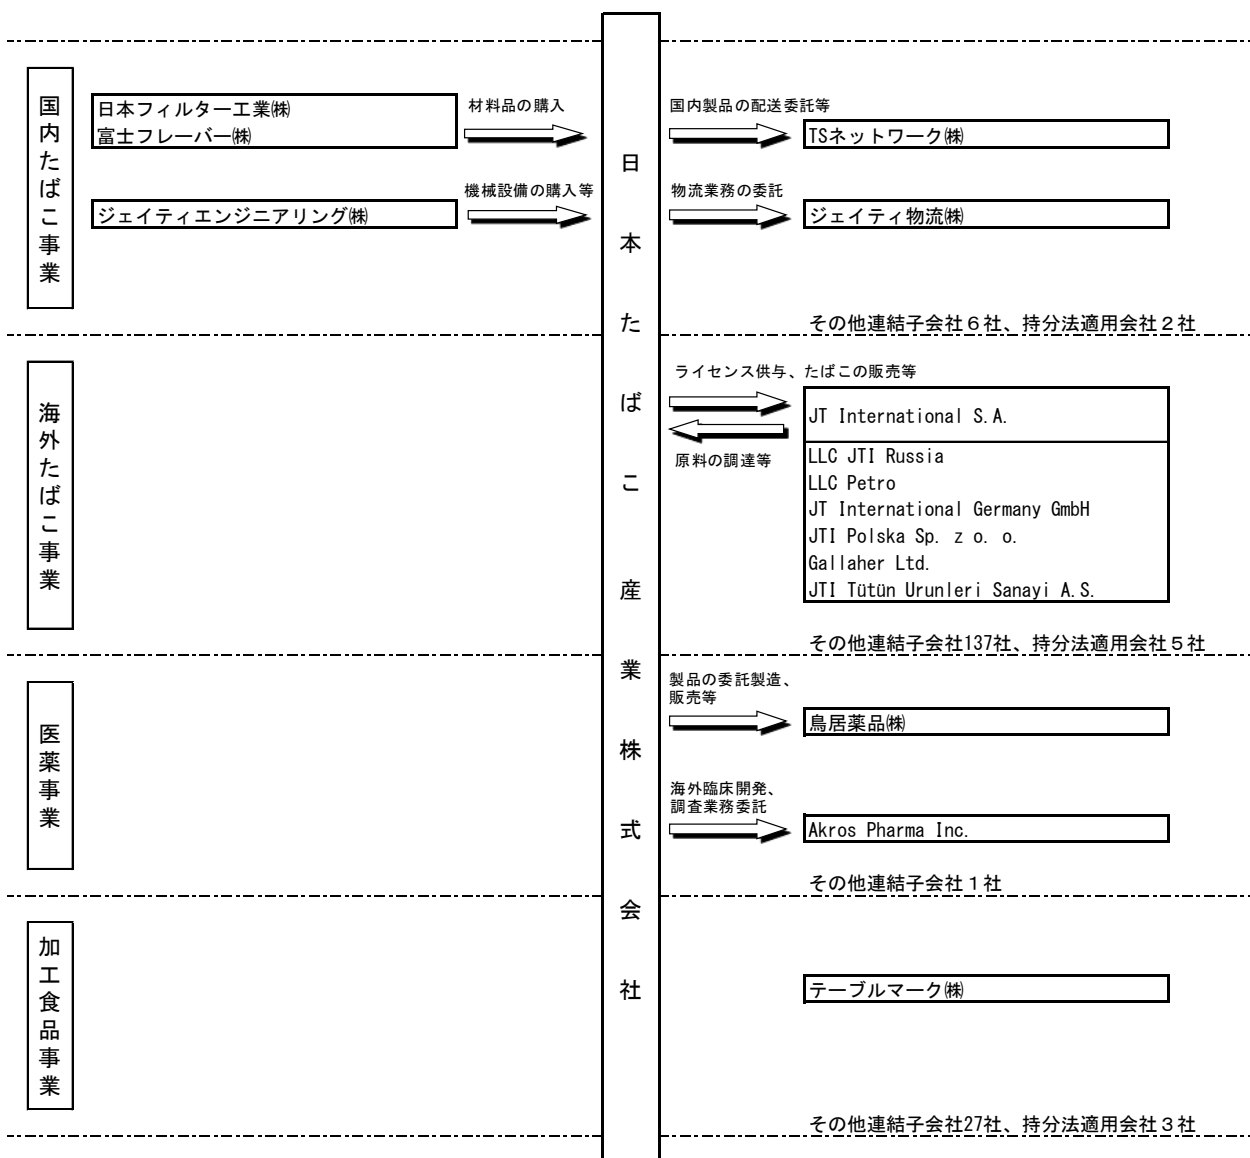 日本たばこ産業株式会社
国内たばこ事業
日本フィルター工業㈱
富士フレーバー㈱
材料品の購入
ジェイティエンジニアリング㈱
機械設備の購入等
国内製品の配送委託等
TSネットワーク㈱
物流業務の委託
ジェイティ物流㈱
その他連結子会社６社、持分法適用会社２社
海外たばこ事業
ライセンス供与、たばこの販売等
JT International S.A.
原料の調達等
LLC JTI Russia
LLC Petro
JT International Germany GmbH
JTI Polska Sp. z o. o.
Gallaher Ltd.
JTI Tütün Urunleri Sanayi A.S.
その他連結子会社137社、持分法適用会社５社
医薬事業
製品の委託製造、
販売等
鳥居薬品㈱
海外臨床開発、
調査業務委託
Akros Pharma Inc.
その他連結子会社１社
加工食品事業
テーブルマーク㈱
その他連結子会社27社、持分法適用会社３社